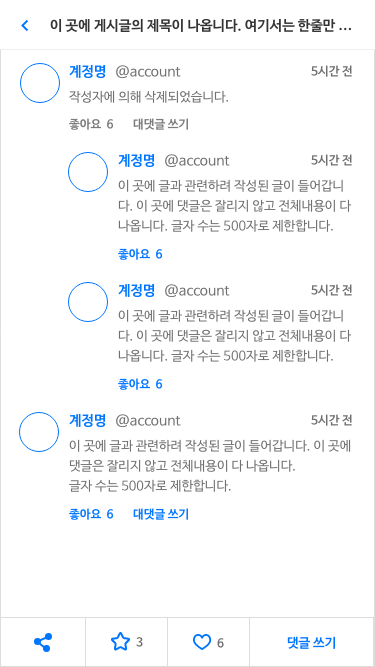 이 곳에 게시글의 제목이 나옵니다. 여기서는 한줄만 ...
계정명 @account 5시간 전
작성자에 의해 삭제되었습니다.
좋아요 6 대댓글 쓰기
계정명 @account 5시간 전
이 곳에 글과 관련하려 작성된 글이 들어갑니
다. 이 곳에 댓글은 잘리지 않고 전체내용이 다
나옵니다. 글자 수는 500자로 제한합니다.
좋아요 6
계정명 @account 5시간 전
이 곳에 글과 관련하려 작성된 글이 들어갑니
다. 이 곳에 댓글은 잘리지 않고 전체내용이 다
나옵니다. 글자 수는 500자로 제한합니다.
좋아요 6
계정명 @account 5시간 전
이 곳에 글과 관련하려 작성된 글이 들어갑니다. 이 곳에
댓글은 잘리지 않고 전체내용이 다 나옵니다.
글자 수는 500자로 제한합니다.
좋아요 6 대댓글 쓰기
3 6 댓글 쓰기